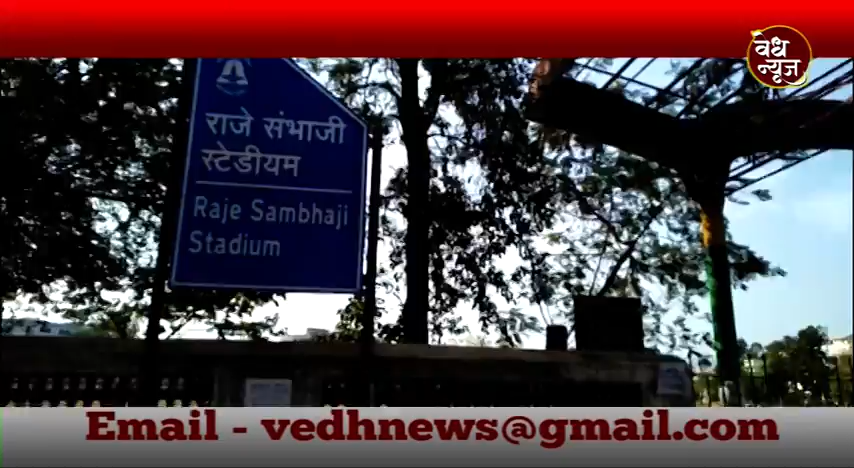 वेध
न्यूज
राजे संभाजी
स्टेडीयम
Raje Sambhaji
Stadium
Email - vedhnews@gmail.com